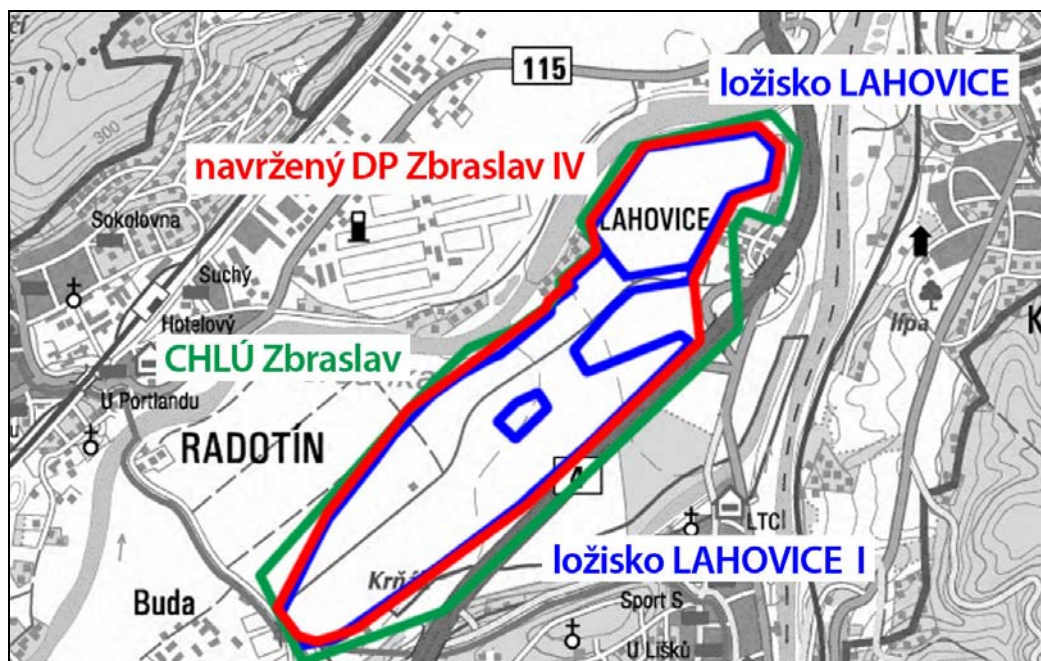 115
ložisko LAHOVICE
300
navržený DP Zbraslav IV
Sokolovna
LAHOVICE
Suchý
lípa
K
Hotelový
CHLÚ Zbraslav
U Portlandu
RADOTÍN
4
LTC
Krňák
ložisko LAHOVICE I
Buda
Sport S
U Lišků